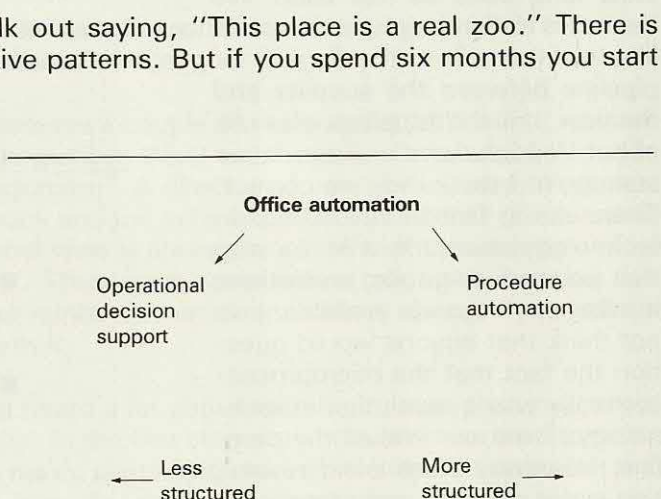 lk out saying, "This place is a real zoo." There is
tive patterns. But if you spend six months you start
Office automation
Operational
decision
support
Procedure
automation
Less
structured
More
structured